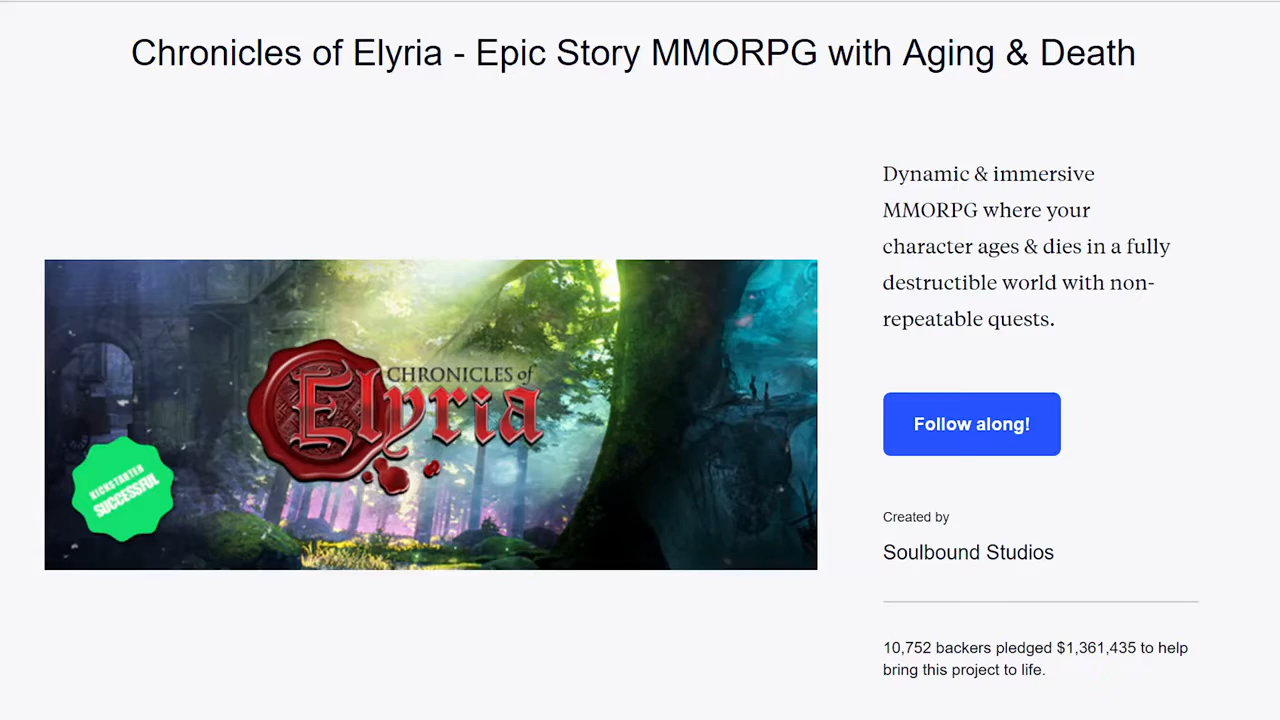 Chronicles of Elyria - Epic Story MMORPG with Aging & Death
Dynamic & immersive
MMORPG where your
character ages & dies in a fully
destructible world with non-
repeatable quests.
CHRONICLES of
Elyria
KICKSTARTER
SUCCESSFUL
Follow along!
Created by
Soulbound Studios
10,752 backers pledged $1,361,435 to help
bring this project to life.